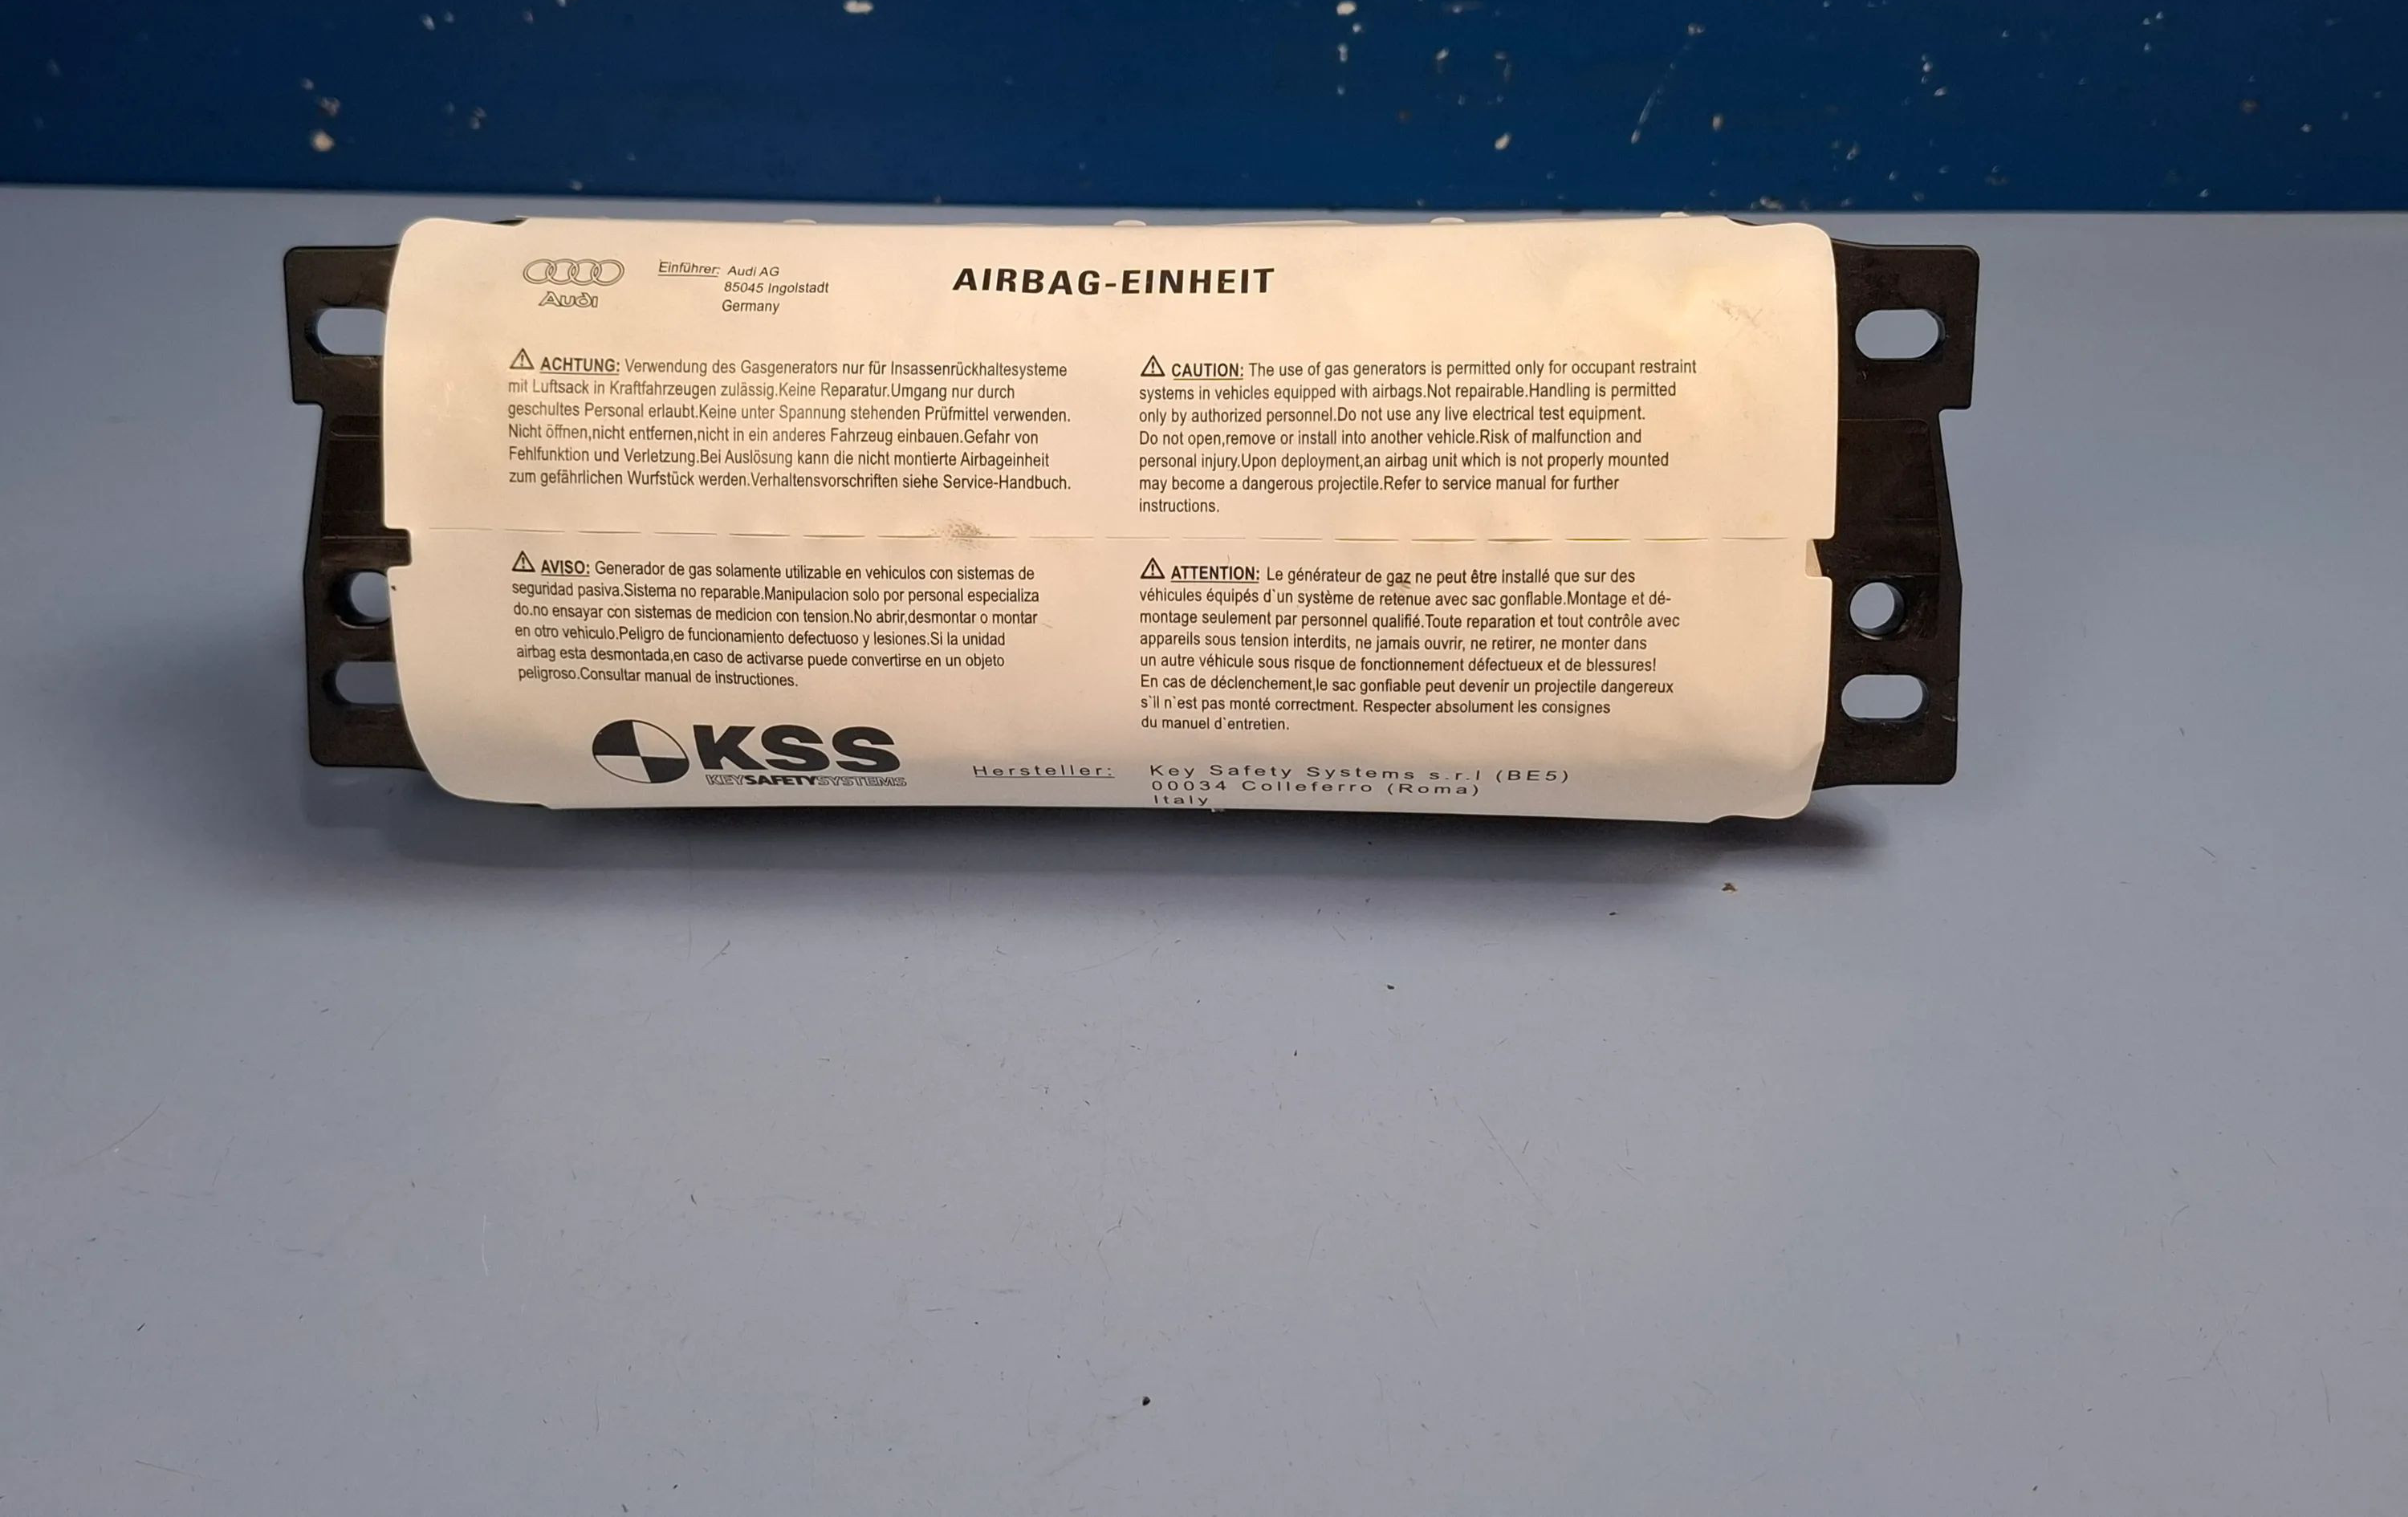 Audi
Einführer: Audi AG
85045 Ingolstadt
Germany
AIRBAG-EINHEIT
ACHTUNG: Verwendung des Gasgenerators nur für Insassenrückhaltesysteme
mit Luftsack in Kraftfahrzeugen zulässig.Keine Reparatur.Umgang nur durch
geschultes Personal erlaubt.Keine unter Spannung stehenden Prüfmittel verwenden.
Nicht öffnen,nicht entfernen,nicht in ein anderes Fahrzeug einbauen.Gefahr von
Fehlfunktion und Verletzung.Bei Auslösung kann die nicht montierte Airbageinheit
zum gefährlichen Wurfstück werden.Verhaltensvorschriften siehe Service-Handbuch.
CAUTION: The use of gas generators is permitted only for occupant restraint
systems in vehicles equipped with airbags.Not repairable.Handling is permitted
only by authorized personnel.Do not use any live electrical test equipment.
Do not open,remove or install into another vehicle.Risk of malfunction and
personal injury.Upon deployment,an airbag unit which is not properly mounted
may become a dangerous projectile.Refer to service manual for further
instructions.
AVISO: Generador de gas solamente utilizable en vehiculos con sistemas de
seguridad pasiva.Sistema no reparable.Manipulacion solo por personal especializa
do.no ensayar con sistemas de medicion con tension.No abrir,desmontar o montar
en otro vehiculo.Peligro de funcionamiento defectuoso y lesiones.Si la unidad
airbag esta desmontada,en caso de activarse puede convertirse en un objeto
peligroso.Consultar manual de instructiones.
ATTENTION: Le générateur de gaz ne peut être installé que sur des
véhicules équipés d`un système de retenue avec sac gonflable.Montage et dé-
montage seulement par personnel qualifié.Toute reparation et tout contrôle avec
appareils sous tension interdits, ne jamais ouvrir, ne retirer, ne monter dans
un autre véhicule sous risque de fonctionnement défectueux et de blessures!
En cas de déclenchement,le sac gonfiable peut devenir un projectile dangereux
s`il n`est pas monté correctment. Respecter absolument les consignes
du manuel d`entretien.
KSS
KEYSAFETYSYSTEMS
Hersteller: Key Safety Systems s.r.l (BE5)
00034 Colleferro (Roma)
Italy